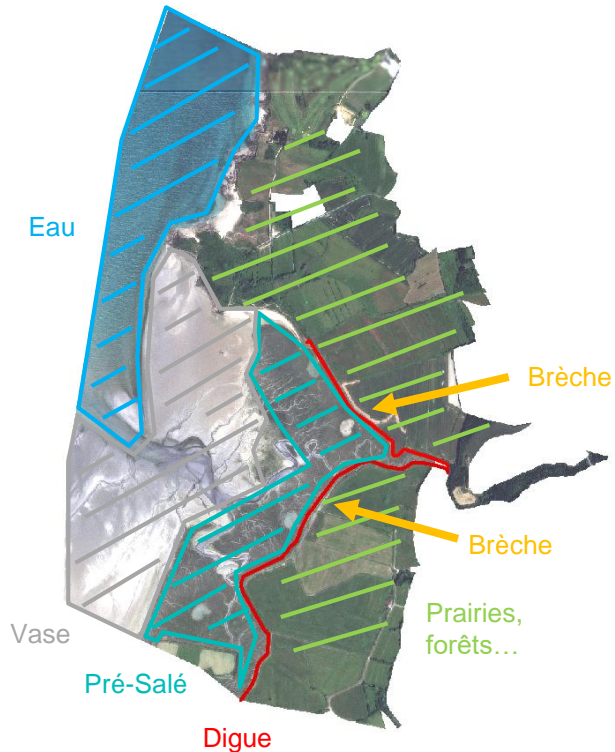 Eau
Brèche
Brèche
Prairies,
forêts…
Vase
Pré-Salé
Digue